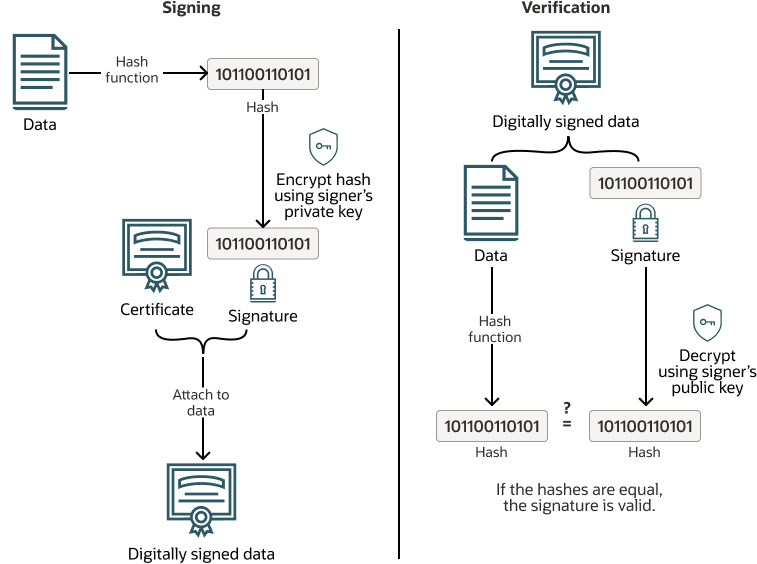 Signing
Hash
function
101100110101
Data
Hash
Encrypt hash
using signer's
private key
101100110101
Certificate
Signature
Attach to
data
Digitally signed data
Verification
Digitally signed data
101100110101
Data
Signature
Hash
function
Decrypt
using signer's
public key
101100110101
?
=
101100110101
Hash
Hash
If the hashes are equal,
the signature is valid.